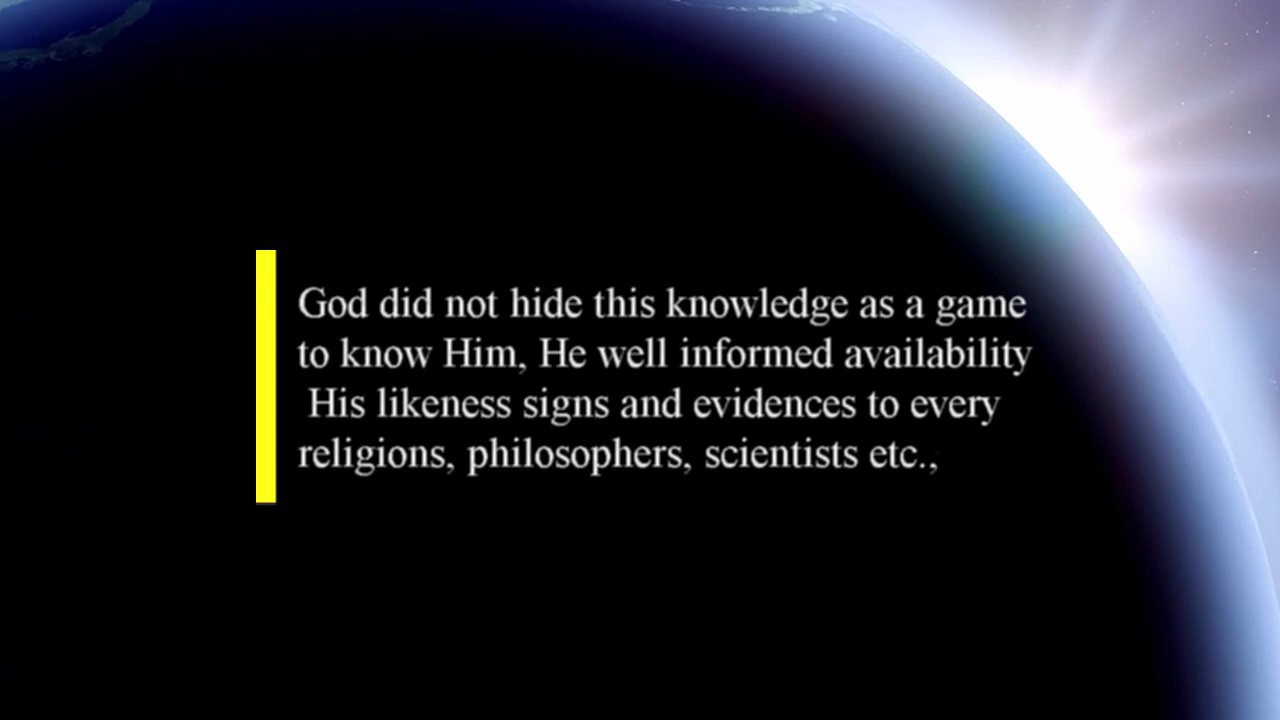 God did not hide this knowledge as a game
to know Him, He well informed availability
His likeness signs and evidences to every
religions, philosophers, scientists etc.,